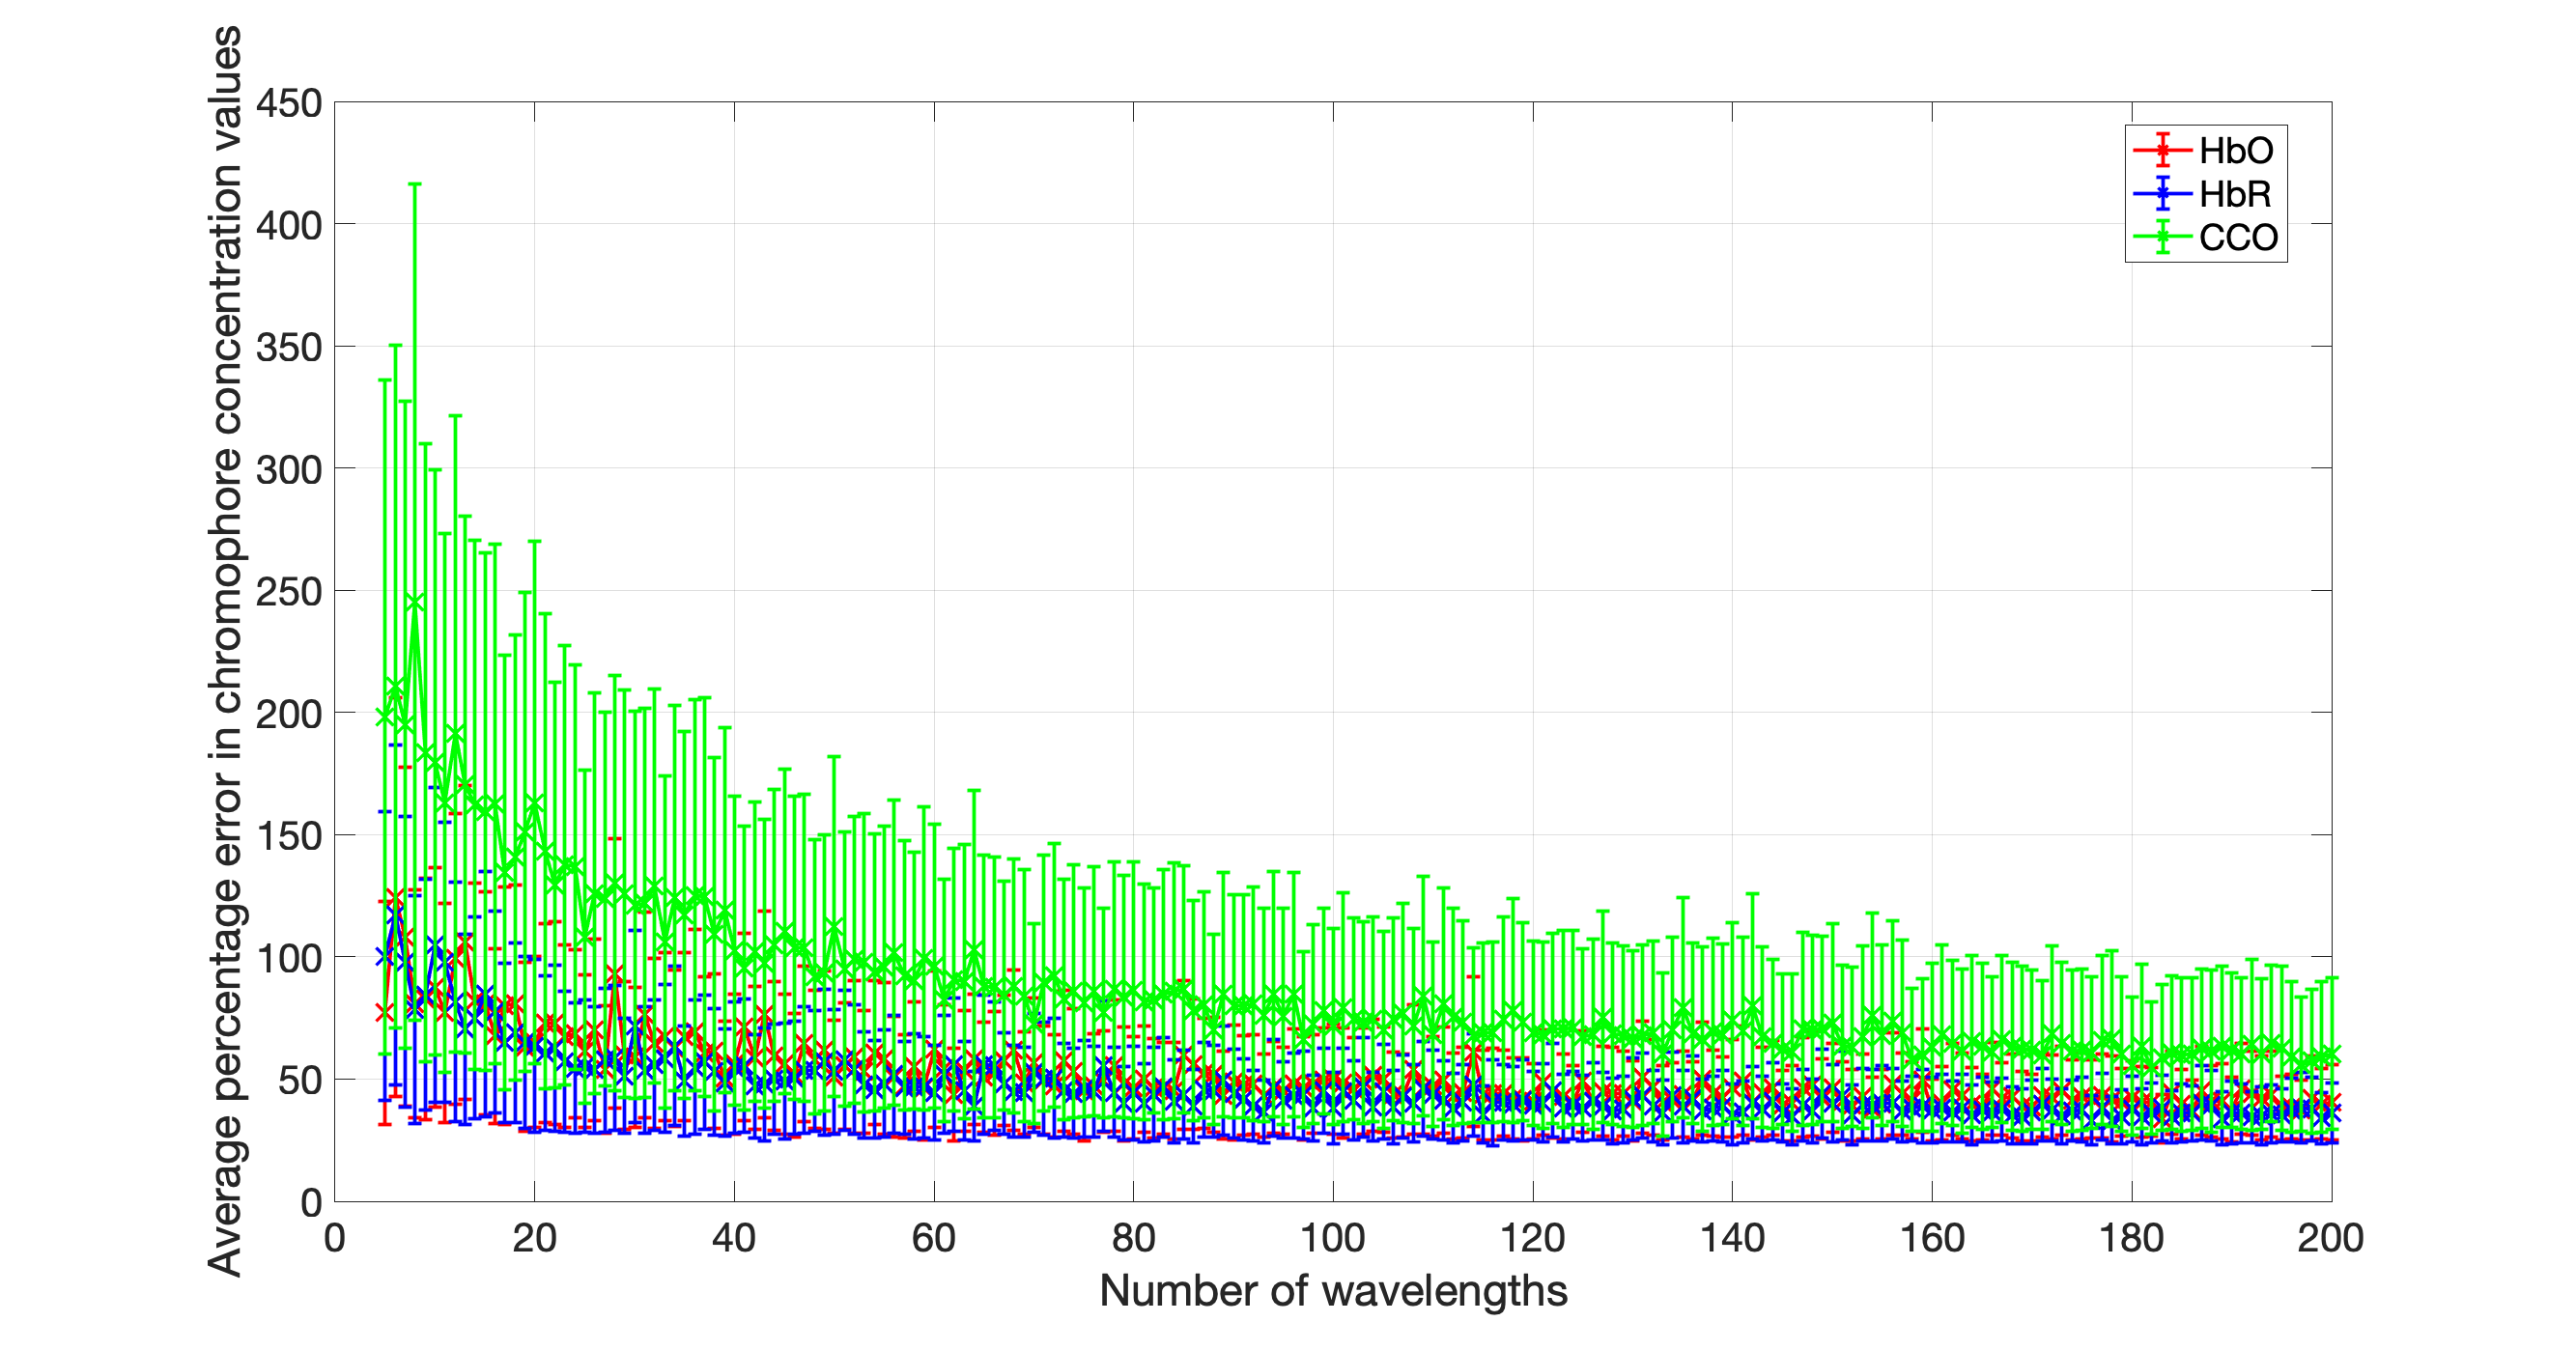 Average percentage error in chromophore concentration values
450
400
350
300
250
200
150
100
50
0
0 20 40 60 80 100 120 140 160 180 200
Number of wavelengths
HbO
HbR
CCO